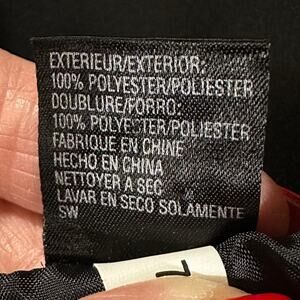 EXTERIEUR/EXTERIOR:
100% POLYESTER/POLIESTER
DOUBLURE/FORRO:
100% POLYESTER/POLIESTER
FABRIQUE EN CHINE
HECHO EN CHINA
NETTOYER A SEC
LAVAR EN SECO SOLAMENTE
SW